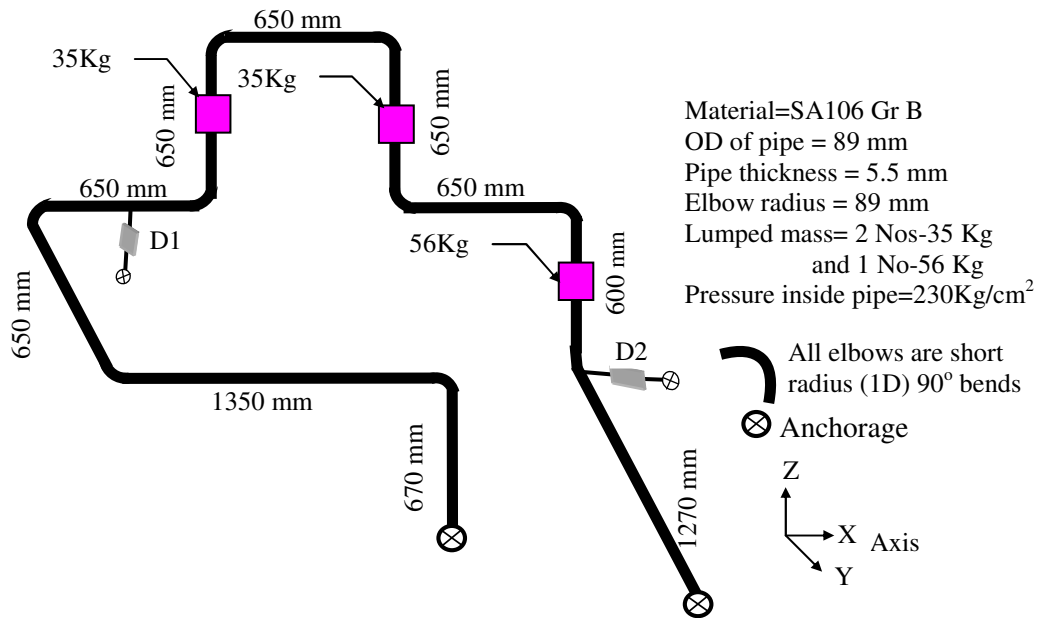 650 mm
35Kg
35Kg
650 mm
650 mm
650 mm
650 mm
D1
56Kg
600 mm
650 mm
D2
1350 mm
670 mm
1270 mm
Material=SA106 Gr B
OD of pipe = 89 mm
Pipe thickness = 5.5 mm
Elbow radius = 89 mm
Lumped mass= 2 Nos-35 Kg
and 1 No-56 Kg
Pressure inside pipe=230Kg/cm²
All elbows are short
radius (1D) 90° bends
Anchorage
Z
X
Axis
Y